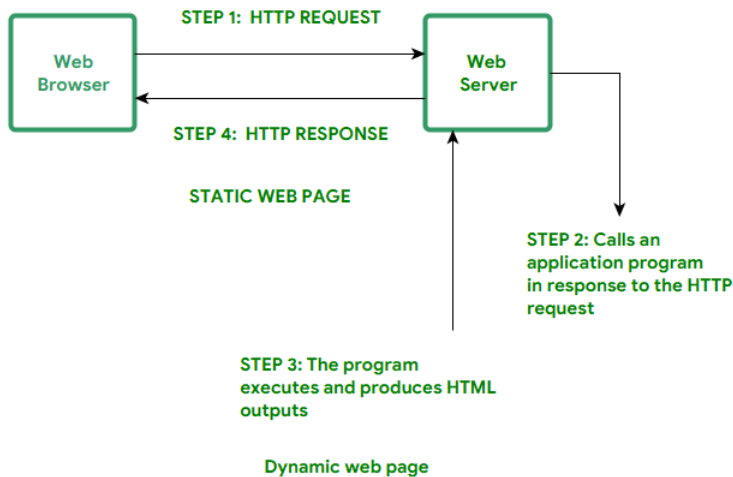 STEP 1: HTTP REQUEST
Web
Browser
Web
Server
STEP 4: HTTP RESPONSE
STATIC WEB PAGE
STEP 2: Calls an
application program
in response to the HTTP
request
STEP 3: The program
executes and produces HTML
outputs
Dynamic web page